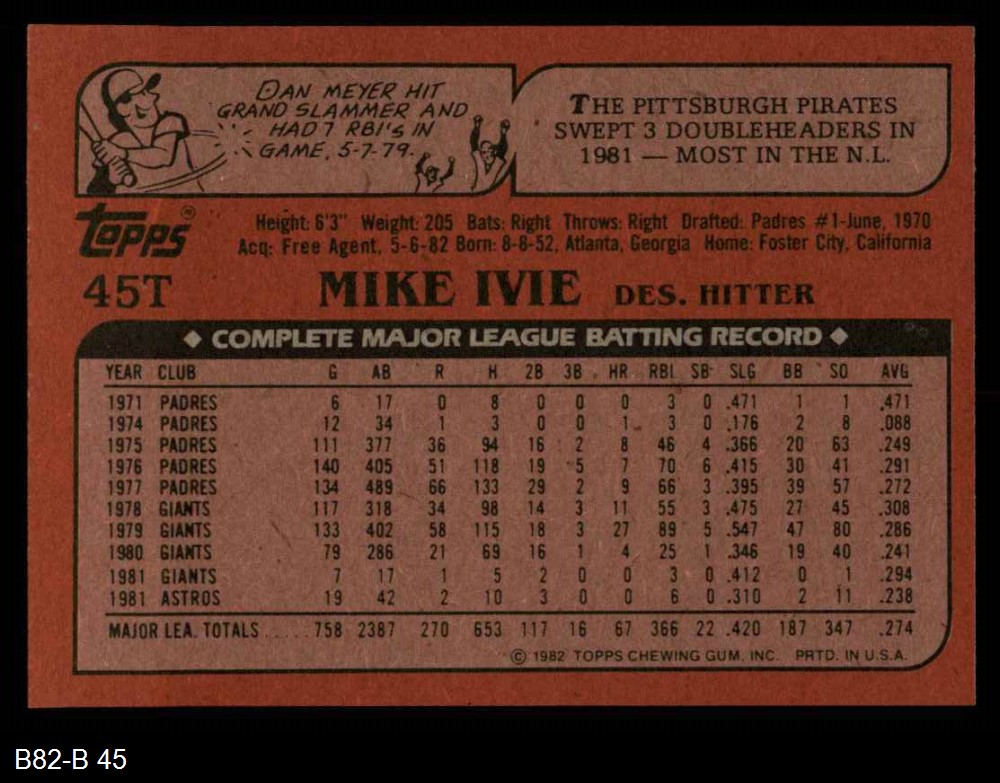 DAN MEYER HIT
GRAND SLAMMER AND
HAD 7 RBI's IN
GAME, 5-7-79.
THE PITTSBURGH PIRATES
SWEPT 3 DOUBLEHEADERS IN
1981 — MOST IN THE N.L.
topps®
Height: 6'3" Weight: 205 Bats: Right Throws: Right Drafted: Padres #1-June, 1970
Acq: Free Agent, 5-6-82 Born: 8-8-52, Atlanta, Georgia Home: Foster City, California
45T MIKE IVIE DES. HITTER
◆ COMPLETE MAJOR LEAGUE BATTING RECORD ◆
YEAR CLUB G AB R H 2B 3B HR RBI SB SLG BB SO AVG
1971 PADRES 6 17 0 8 0 0 0 3 0 .471 1 1 .471
1974 PADRES 12 34 1 3 0 0 1 3 0 .176 2 8 .088
1975 PADRES 111 377 36 94 16 2 8 46 4 .366 20 63 .249
1976 PADRES 140 405 51 118 19 5 7 70 6 .415 30 41 .291
1977 PADRES 134 489 66 133 29 2 9 66 3 .395 39 57 .272
1978 GIANTS 117 318 34 98 14 3 11 55 3 .475 27 45 .308
1979 GIANTS 133 402 58 115 18 3 27 89 5 .547 47 80 .286
1980 GIANTS 79 286 21 69 16 1 4 25 1 .346 19 40 .241
1981 GIANTS 7 17 1 5 2 0 0 3 0 .412 0 1 .294
1981 ASTROS 19 42 2 10 3 0 0 6 0 .310 2 11 .238
MAJOR LEA. TOTALS ..... 758 2387 270 653 117 16 67 366 22 .420 187 347 .274
© 1982 TOPPS CHEWING GUM, INC. PRTD. IN U.S.A.
B82-B 45